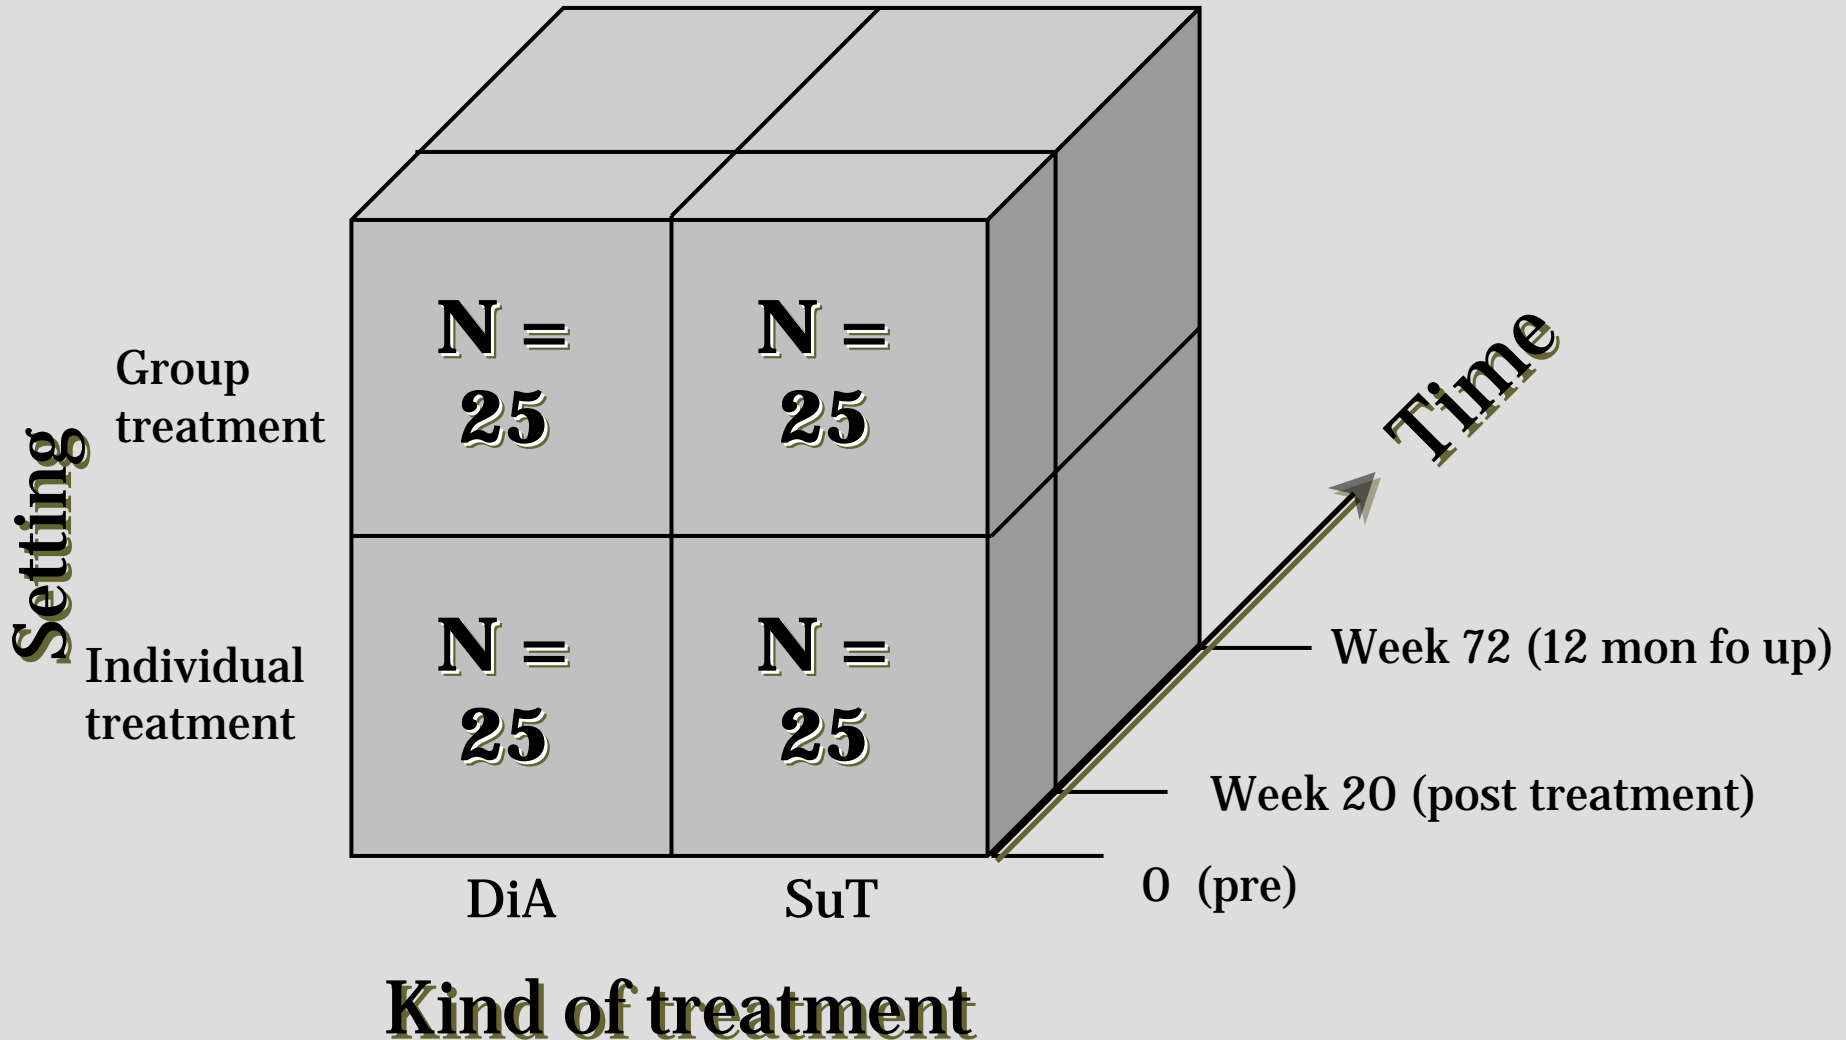 N =
25
N =
25
Group
treatment
Setting
Time
N =
25
N =
25
Individual
treatment
Week 72 (12 mon fo up)
Week 20 (post treatment)
0 (pre)
DiA
SuT
Kind of treatment